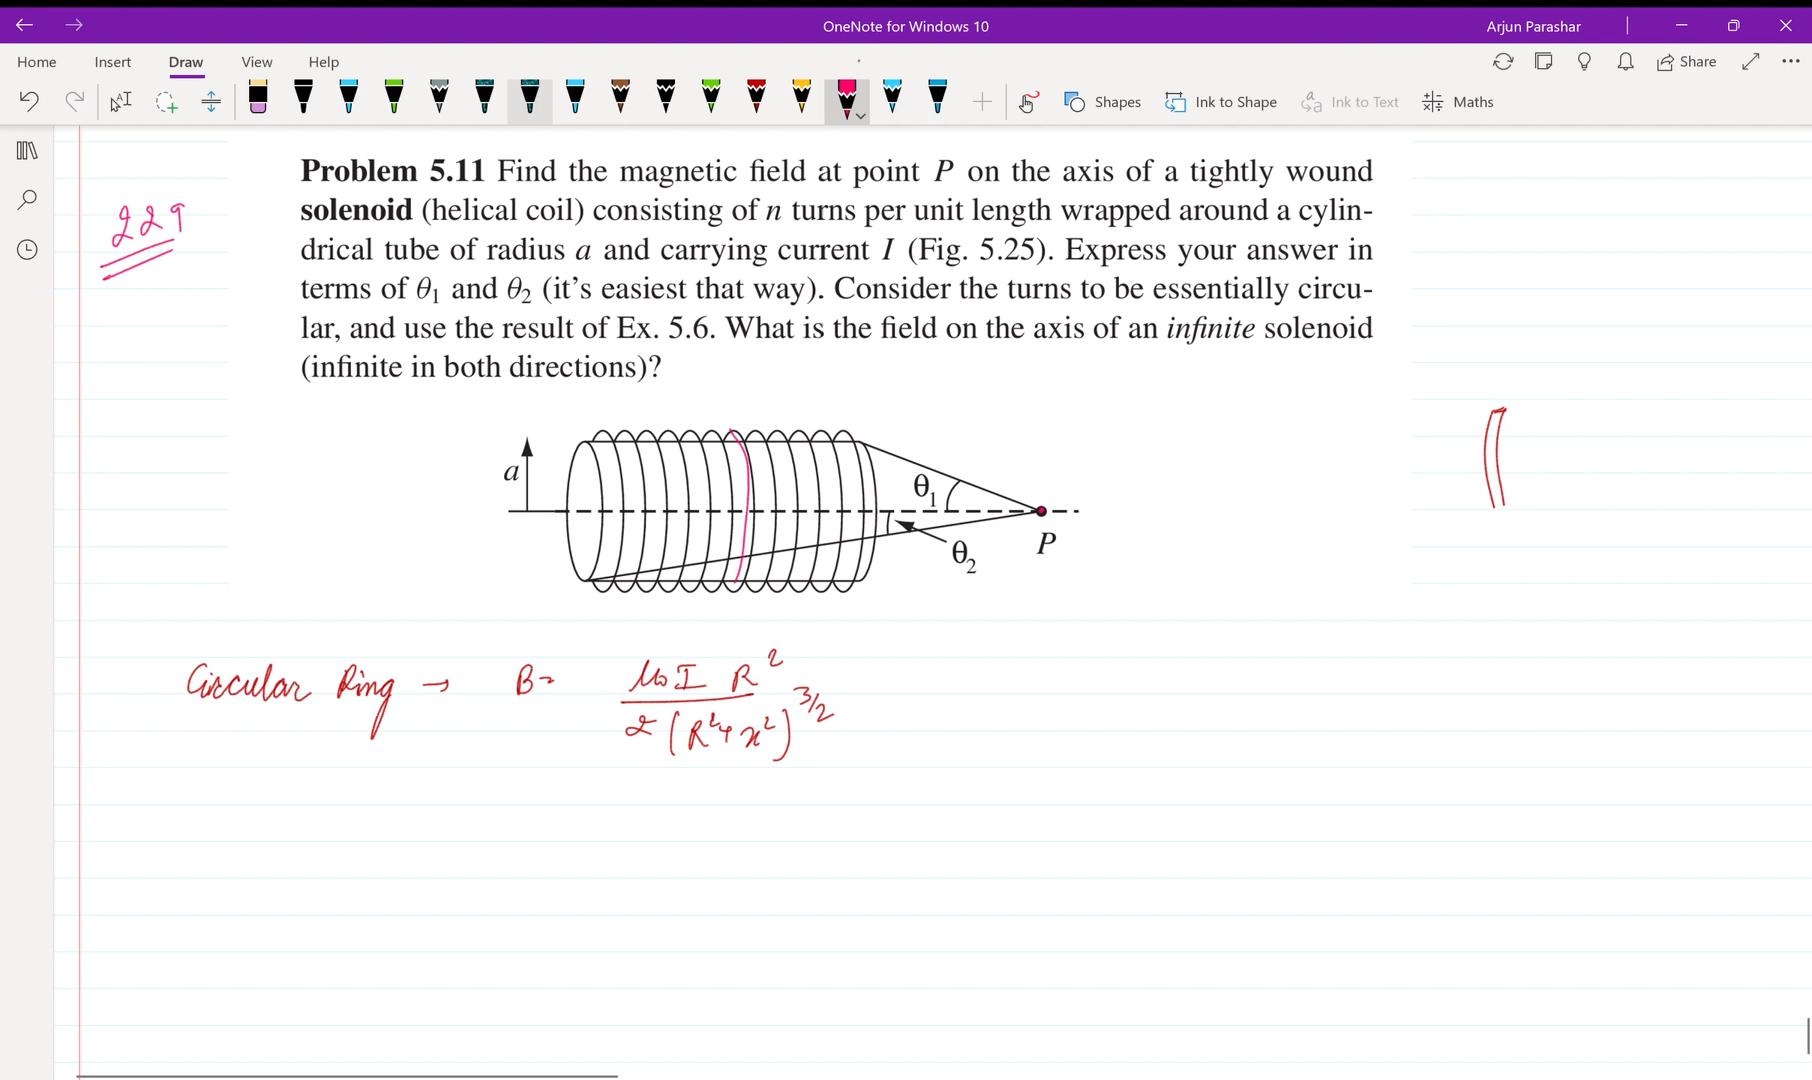 OneNote for Windows 10
Arjun Parashar
Home Insert Draw View Help
Share
Shapes Ink to Shape Ink to Text Maths
229
Problem 5.11 Find the magnetic field at point P on the axis of a tightly wound
solenoid (helical coil) consisting of n turns per unit length wrapped around a cylin-
drical tube of radius a and carrying current I (Fig. 5.25). Express your answer in
terms of θ₁ and θ₂ (it's easiest that way). Consider the turns to be essentially circu-
lar, and use the result of Ex. 5.6. What is the field on the axis of an infinite solenoid
(infinite in both directions)?
a
θ₁
θ₂
P
Circular Ring → B = μ₀I R² / 2(R²+x²)^3/2